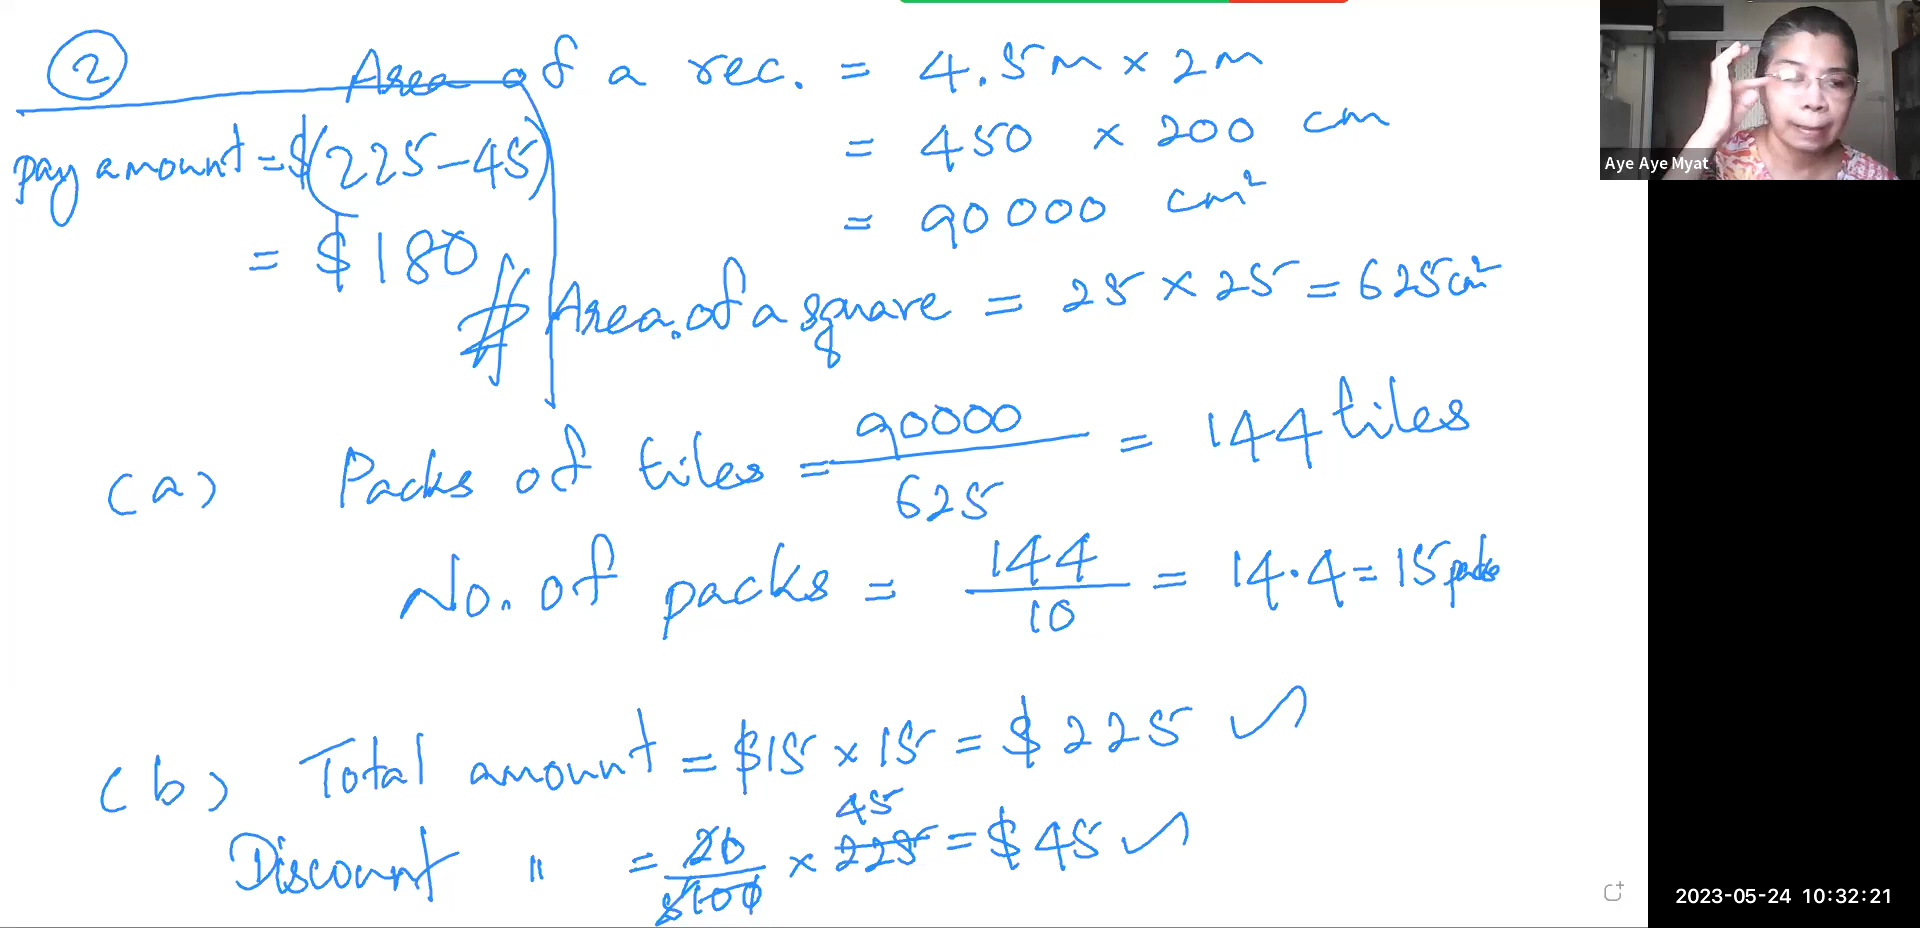 ②
Area of a rec. = 4.5m × 2m
= 450 × 200 cm
= 90000 cm²
pay amount = $(225-45)
= $180
Area. of a square = 25 × 25 = 625cm²
(a) Packs of tiles = 90000/625 = 144 tiles
No. of packs = 144/10 = 14.4 = 15 packs
(b) Total amount = $15 × 15 = $225
45
Discount " = 20/100 × 225 = $45
5
Aye Aye Myat
2023-05-24 10:32:21